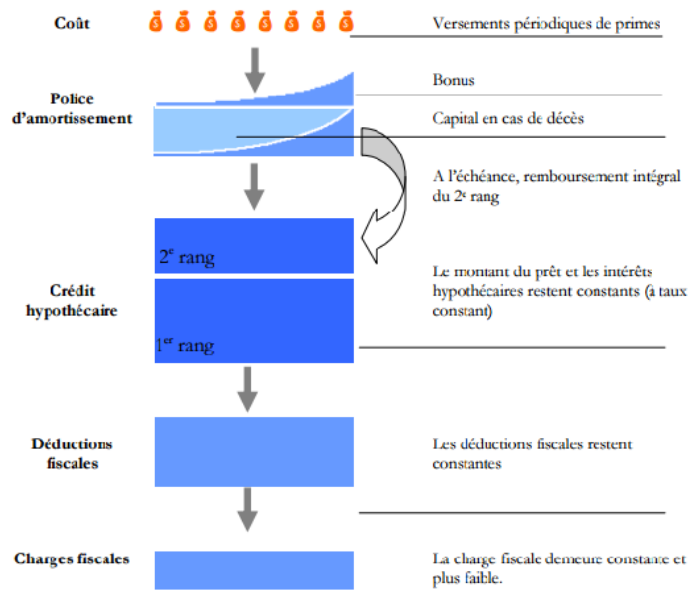 Coût
Versements périodiques de primes
Bonus
Police
d'amortissement
Capital en cas de décès
A l'échéance, remboursement intégral
du 2e rang
2e rang
Crédit
hypothécaire
Le montant du prêt et les intérêts
hypothécaires restent constants (à taux
constant)
1er rang
Déductions
fiscales
Les déductions fiscales restent
constantes
Charges fiscales
La charge fiscale demeure constante et
plus faible.